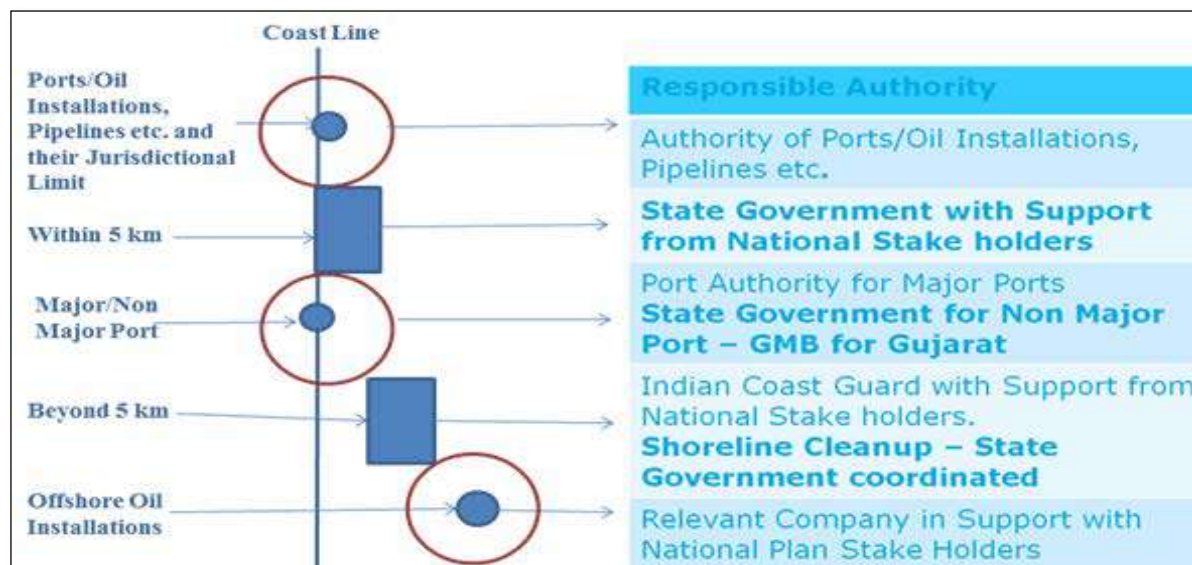 Coast Line
Ports/Oil
Installations,
Pipelines etc. and
their Jurisdictional
Limit
Responsible Authority
Authority of Ports/Oil Installations,
Pipelines etc.
Within 5 km
State Government with Support
from National Stake holders
Major/Non
Major Port
Port Authority for Major Ports
State Government for Non Major
Port – GMB for Gujarat
Beyond 5 km
Indian Coast Guard with Support from
National Stake holders.
Shoreline Cleanup – State
Government coordinated
Offshore Oil
Installations
Relevant Company in Support with
National Plan Stake Holders